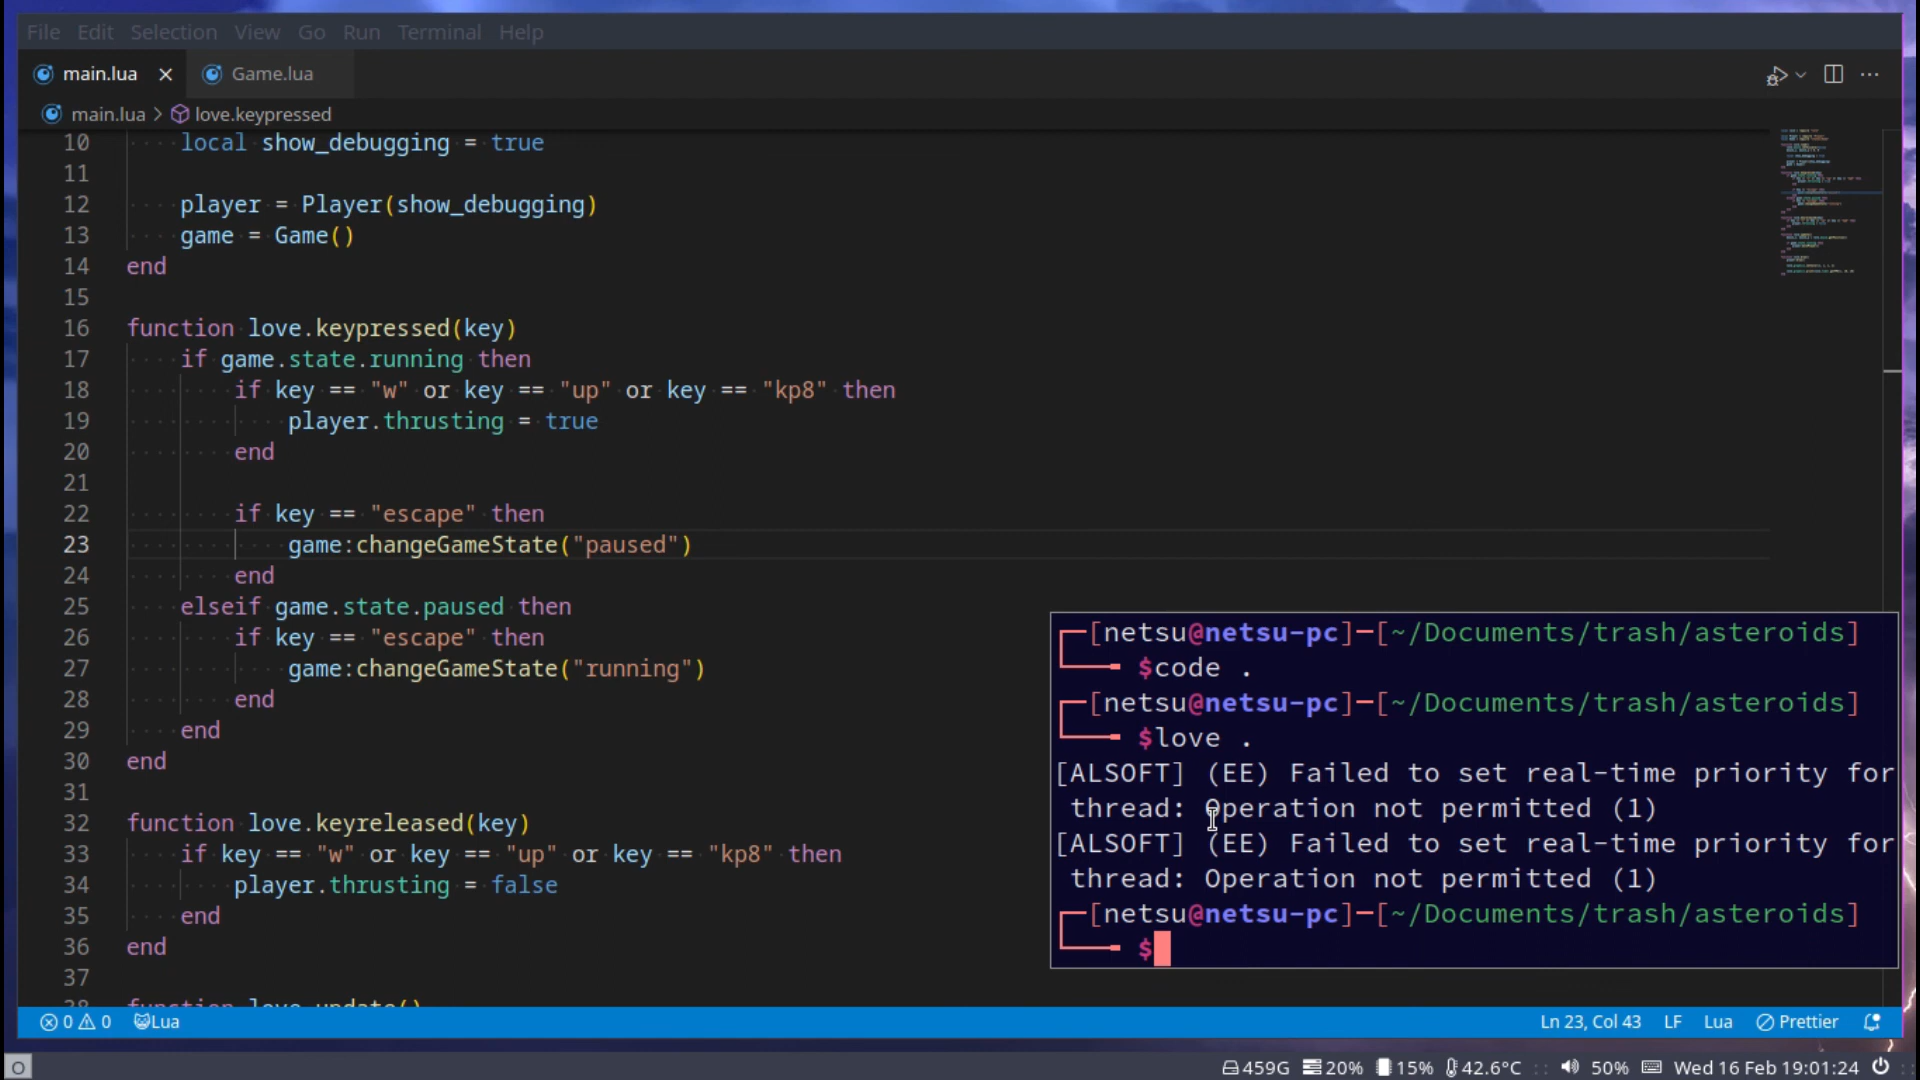 File Edit Selection View Go Run Terminal Help
main.lua Game.lua
main.lua > love.keypressed
10 local show_debugging = true
11
12 player = Player(show_debugging)
13 game = Game()
14 end
15
16 function love.keypressed(key)
17 if game.state.running then
18 if key == "w" or key == "up" or key == "kp8" then
19 player.thrusting = true
20 end
21
22 if key == "escape" then
23 game:changeGameState("paused")
24 end
25 elseif game.state.paused then
26 if key == "escape" then
27 game:changeGameState("running")
28 end
29 end
30 end
31
32 function love.keyreleased(key)
33 if key == "w" or key == "up" or key == "kp8" then
34 player.thrusting = false
35 end
36 end
37
38 function love.update()
[netsu@netsu-pc]-[~/Documents/trash/asteroids]
$code .
[netsu@netsu-pc]-[~/Documents/trash/asteroids]
$love .
[ALSOFT] (EE) Failed to set real-time priority for
thread: Operation not permitted (1)
[ALSOFT] (EE) Failed to set real-time priority for
thread: Operation not permitted (1)
[netsu@netsu-pc]-[~/Documents/trash/asteroids]
$
0 0 Lua Ln 23, Col 43 LF Lua Prettier
459G 20% 15% 42.6°C :: 50% Wed 16 Feb 19:01:24